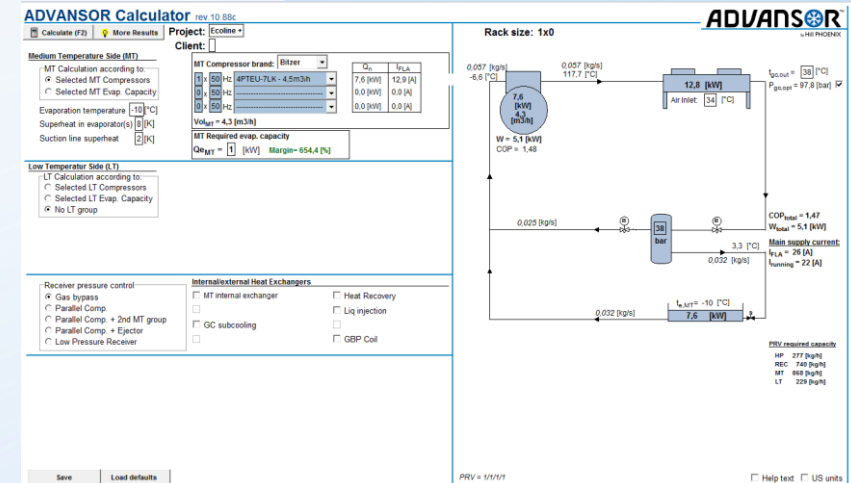 ADVANSOR Calculator rev 10.88c
ADVANSOR
by Hill PHOENIX
Calculate (F2) More Results
Project: Ecoline +
Client:
Rack size: 1x0
Medium Temperature Side (MT)
MT Calculation according to:
Selected MT Compressors
Selected MT Evap. Capacity
Evaporation temperature -10 [°C]
Superheat in evaporator(s) 8 [K]
Suction line superheat 2 [K]
MT Compressor brand: Bitzer
Qo IFLA
1 x 50 Hz 4PTEU-7LK - 4,5m3/h 7,6 [kW] 12,9 [A]
0 x 50 Hz ------------------------------ 0,0 [kW] 0,0 [A]
0 x 50 Hz ------------------------------ 0,0 [kW] 0.0 [A]
VolMT = 4,3 [m3/h]
MT Required evap. capacity
QeMT = 1 [kW] Margin= 654,4 [%]
Low Temperatur Side (LT)
LT Calculation according to:
Selected LT Compressors
Selected LT Evap. Capacity
No LT group
Receiver pressure control
Gas bypass
Parallel Comp.
Parallel Comp. + 2nd MT group
Parallel Comp. + Ejector
Low Pressure Receiver
Internal/external Heat Exchangers
MT internal exchanger
Heat Recovery
Liq injection
GC subcooling
GBP Coil
Save Load defaults
0,057 [kg/s]
-6,6 [°C]
0,057 [kg/s]
117,7 [°C]
7,6
[kW]
4,3
[m3/h]
W = 5,1 [kW]
COP = 1,48
12,8 [kW]
Air Inlet: 34 [°C]
tgo,out = 38 [°C]
Pgo,opt = 97,8 [bar]
0,025 [kg/s]
38
bar
3,3 [°C]
0,032 [kg/s]
COPtotal = 1,47
Wtotal = 5,1 [kW]
Main supply current:
IFLA = 26 [A]
Irunning = 22 [A]
te,MT= -10 [°C]
7,6 [kW]
0,032 [kg/s]
PRV required capacity
HP 277 [kg/h]
REC 740 [kg/h]
MT 868 [kg/h]
LT 229 [kg/h]
PRV = 1/1/1/1
Help text US units